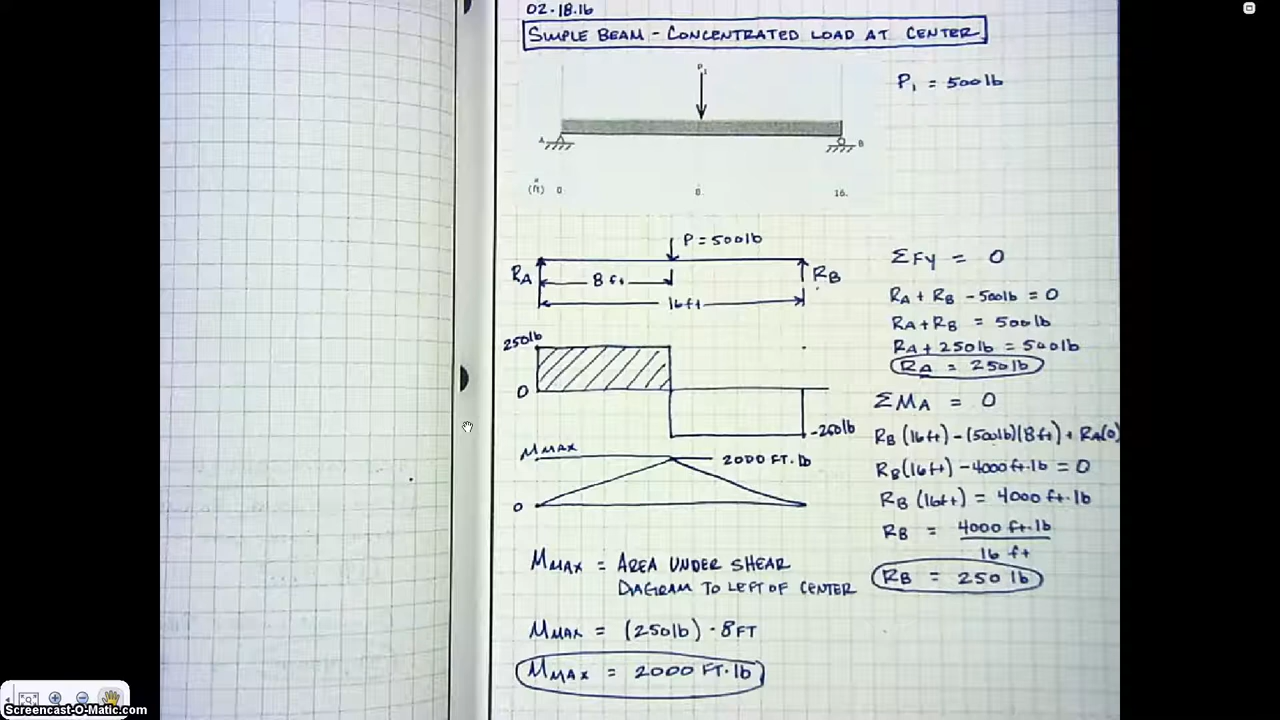 02.18.16
SIMPLE BEAM - CONCENTRATED LOAD AT CENTER
P1
P1 = 500lb
A
B
x
(ft) 0. 8. 16.
P = 500lb
RA
8 ft
RB
16ft
250lb
0
-250lb
MMAX
2000 FT.lb
0
MMAX = AREA UNDER SHEAR
DIAGRAM TO LEFT OF CENTER
MMAX = (250lb) · 8FT
MMAX = 2000 FT·lb
ΣFy = 0
RA + RB - 500lb = 0
RA + RB = 500lb
RA + 250lb = 500lb
RA = 250lb
ΣMA = 0
RB (16ft) - (500lb)(8ft) + RA(0)
RB (16ft) - 4000ft·lb = 0
RB (16ft) = 4000 ft·lb
RB = 4000 ft·lb
16 ft
RB = 250 lb
Screencast-O-Matic.com